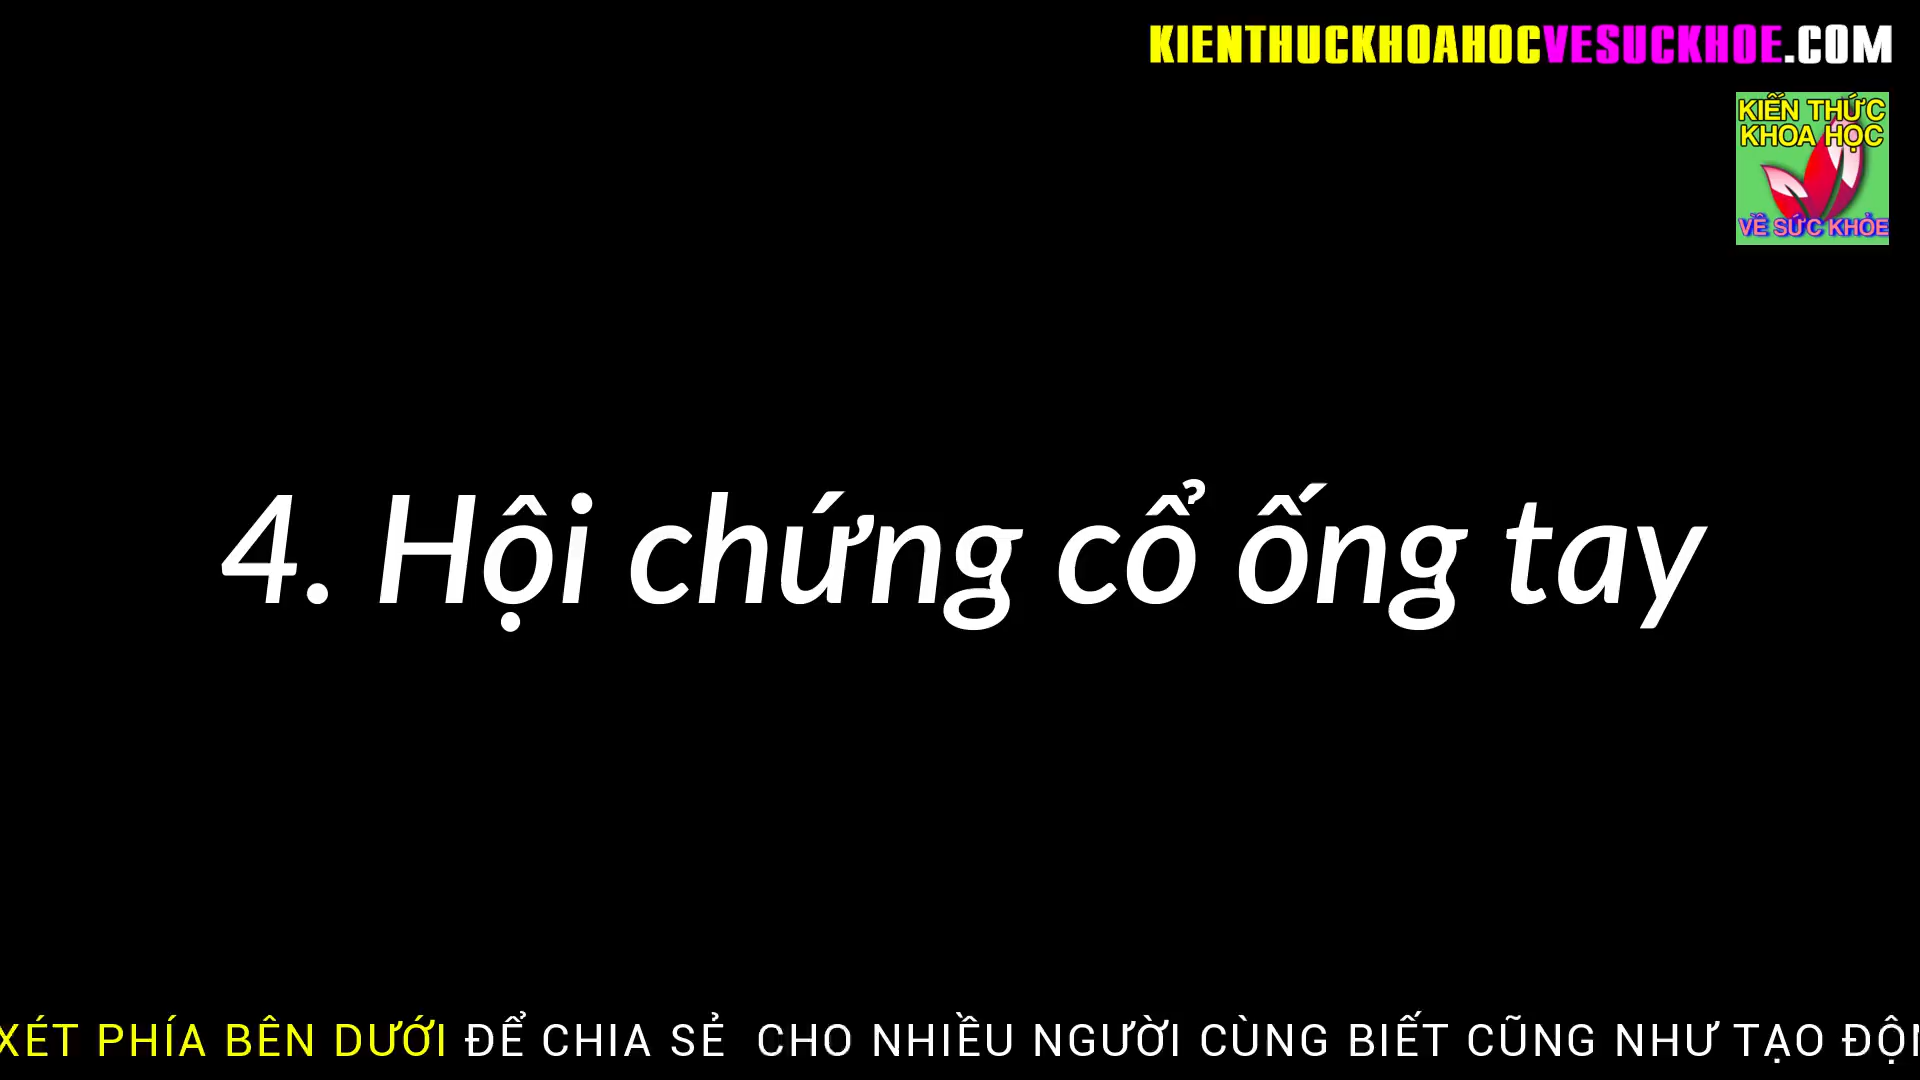 KIENTHUCKHOAHOCVESUCKHOE.COM
KIẾN THỨC
KHOA HỌC
VỀ SỨC KHỎE
4. Hội chứng cổ ống tay
XÉT PHÍA BÊN DƯỚI ĐỂ CHIA SẺ CHO NHIỀU NGƯỜI CÙNG BIẾT CŨNG NHƯ TẠO